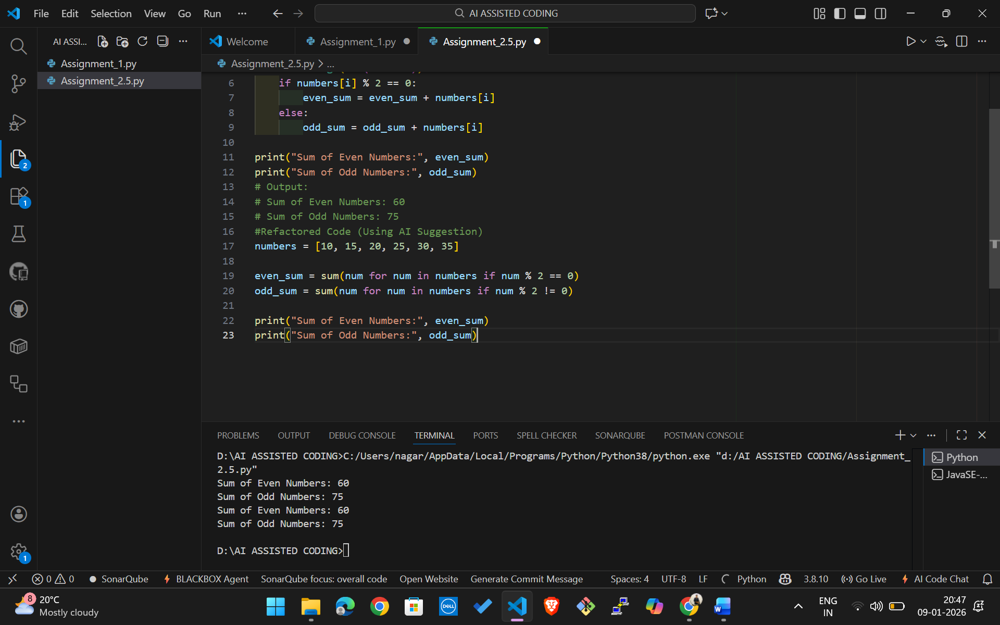 File Edit Selection View Go Run ··· AI ASSISTED CODING
AI ASSI... ···
Welcome Assignment_1.py Assignment_2.5.py
Assignment_1.py
Assignment_2.5.py
Assignment_2.5.py > ...
6 if numbers[i] % 2 == 0:
7 even_sum = even_sum + numbers[i]
8 else:
9 odd_sum = odd_sum + numbers[i]
10
11 print("Sum of Even Numbers:", even_sum)
12 print("Sum of Odd Numbers:", odd_sum)
13 # Output:
14 # Sum of Even Numbers: 60
15 # Sum of Odd Numbers: 75
16 #Refactored Code (Using AI Suggestion)
17 numbers = [10, 15, 20, 25, 30, 35]
18
19 even_sum = sum(num for num in numbers if num % 2 == 0)
20 odd_sum = sum(num for num in numbers if num % 2 != 0)
21
22 print("Sum of Even Numbers:", even_sum)
23 print("Sum of Odd Numbers:", odd_sum)
2
1
1
PROBLEMS OUTPUT DEBUG CONSOLE TERMINAL PORTS SPELL CHECKER SONARQUBE POSTMAN CONSOLE
D:\AI ASSISTED CODING>C:/Users/nagar/AppData/Local/Programs/Python/Python38/python.exe "d:/AI ASSISTED CODING/Assignment_
2.5.py"
Sum of Even Numbers: 60
Sum of Odd Numbers: 75
Sum of Even Numbers: 60
Sum of Odd Numbers: 75
D:\AI ASSISTED CODING>
Python
JavaSE-...
0 0 SonarQube BLACKBOX Agent SonarQube focus: overall code Open Website Generate Commit Message Spaces: 4 UTF-8 LF Python 3.8.10 Go Live AI Code Chat
8
20°C
Mostly cloudy
DELL
W
ENG
IN
20:47
09-01-2026